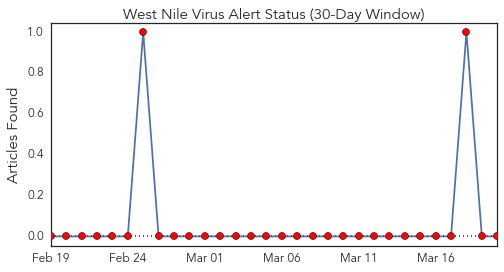 West Nile Virus Alert Status (30-Day Window)
Articles Found
1.0
0.8
0.6
0.4
0.2
0.0
Feb 19 Feb 24 Mar 01 Mar 06 Mar 11 Mar 16